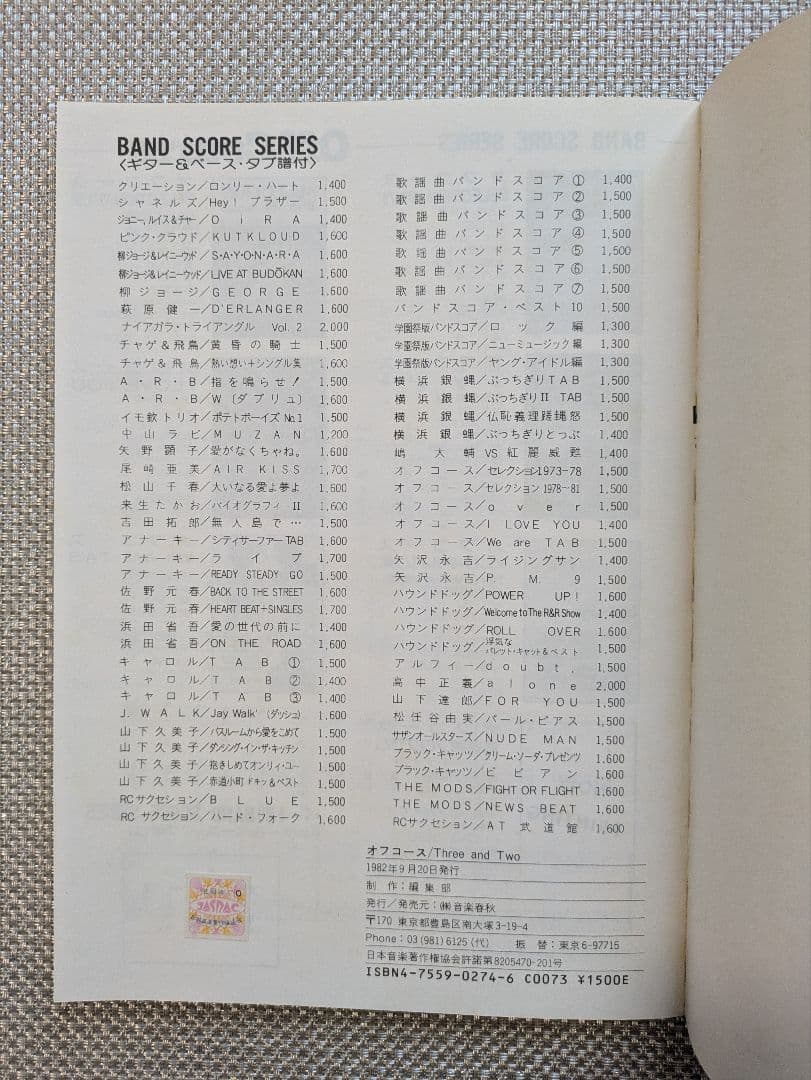 BAND SCORE SERIES
〈ギター&ベース・タブ譜付〉
クリエーション/ロンリー・ハート 1,400
シャネルズ/Hey! ブラザー 1,500
ジョニー,ルイス&チャー/OiRA 1,400
ピンク・クラウド/KUTKLOUD 1,600
柳ジョージ&レイニーウッド/S・A・Y・O・N・A・R・A 1,600
柳ジョージ&レイニーウッド/LIVE AT BUDŌKAN 1,600
柳ジョージ/GEORGE 1,600
萩原健一/D'ERLANGER 1,600
ナイアガラ・トライアングル Vol. 2 2,000
チャゲ&飛鳥/黄昏の騎士 1,500
チャゲ&飛鳥/熱い想い+シングル集 1,600
A・R・B/指を鳴らせ! 1,500
A・R・B/W(ダブリュ) 1,600
イモ欽トリオ/ポテトボーイズNo.1 1,500
中山ラビ/MUZAN 1,200
矢野顕子/愛がなくちゃね。 1,600
尾崎亜美/AIR KISS 1,700
松山千春/大いなる愛よ夢よ 1,600
来生たかお/バイオグラフィ II 1,600
吉田拓郎/無人島で… 1,500
アナーキー/シティサーファーTAB 1,600
アナーキー/ライブ 1,700
アナーキー/READY STEADY GO 1,500
佐野元春/BACK TO THE STREET 1,600
佐野元春/HEART BEAT+SINGLES 1,700
浜田省吾/愛の世代の前に 1,400
浜田省吾/ON THE ROAD 1,600
キャロル/TAB① 1,500
キャロル/TAB② 1,400
キャロル/TAB③ 1,400
J. WALK/Jay Walk' (ダッシュ) 1,600
山下久美子/バスルームから愛をこめて 1,500
山下久美子/ダンシング・イン・ザ・キッチン 1,500
山下久美子/抱きしめてオンリィ・ユー 1,500
山下久美子/赤道小町ドキッ&ベスト 1,500
RCサクセション/BLUE 1,500
RCサクセション/ハード・フォーク 1,600
歌謡曲バンドスコア① 1,400
歌謡曲バンドスコア② 1,500
歌謡曲バンドスコア③ 1,500
歌謡曲バンドスコア④ 1,500
歌謡曲バンドスコア⑤ 1,500
歌謡曲バンドスコア⑥ 1,500
歌謡曲バンドスコア⑦ 1,500
バンドスコア・ベスト10 1,500
学園祭版バンドスコア/ロック編 1,300
学園祭版バンドスコア/ニューミュージック編 1,300
学園祭版バンドスコア/ヤング・アイドル編 1,300
横浜銀蝿/ぶっちぎりTAB 1,500
横浜銀蝿/ぶっちぎりII TAB 1,500
横浜銀蝿/仏恥義理蹉蝿怒 1,500
横浜銀蝿/ぶっちぎりとっぷ 1,400
嶋大輔VS紅麗威甦 1,400
オフコース/セレクション1973-78 1,500
オフコース/セレクション 1978-81 1,500
オフコース/over 1,500
オフコース/I LOVE YOU 1,400
オフコース/We are TAB 1,500
矢沢永吉/ライジングサン 1,400
矢沢永吉/P. M. 9 1,500
ハウンドドッグ/POWER UP! 1,600
ハウンドドッグ/Welcome to The R&R Show 1,400
ハウンドドッグ/ROLL OVER 1,600
ハウンドドッグ/浮気なパレット・キャット&ベスト 1,500
アルフィー/doubt, 1,500
高中正義/alone 2,000
山下達郎/FOR YOU 1,500
松任谷由実/パール・ピアス 1,500
サザンオールスターズ/NUDE MAN 1,500
ブラック・キャッツ/クリーム・ソーダ・プレゼンツ 1,600
ブラック・キャッツ/ビビアン 1,600
THE MODS/FIGHT OR FLIGHT 1,600
THE MODS/NEWS BEAT 1,600
RCサクセション/AT 武道館 1,600
オフコース/Three and Two
1982年9月20日発行
制作:編集部
発行/発売元:㈱音楽春秋
〒170 東京都豊島区南大塚3-19-4
Phone:03(981)6125(代) 振替:東京6-97715
日本音楽著作権協会許諾第8205470-201号
ISBN4-7559-0274-6 C0073 ¥1500E
JASRAC